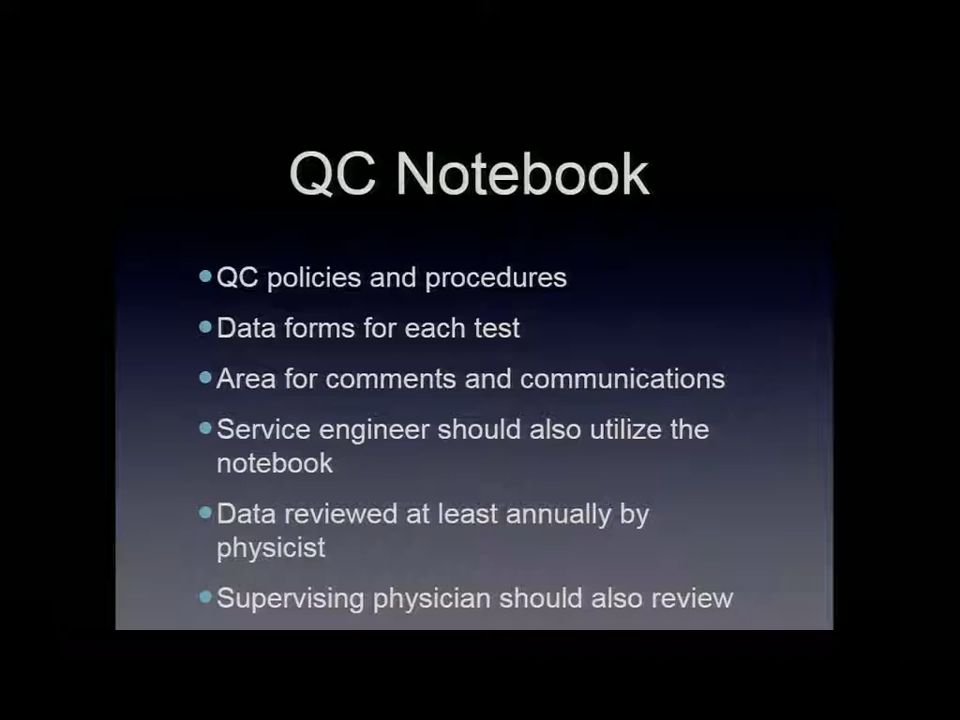 QC Notebook
QC policies and procedures
Data forms for each test
Area for comments and communications
Service engineer should also utilize the
notebook
Data reviewed at least annually by
physicist
Supervising physician should also review